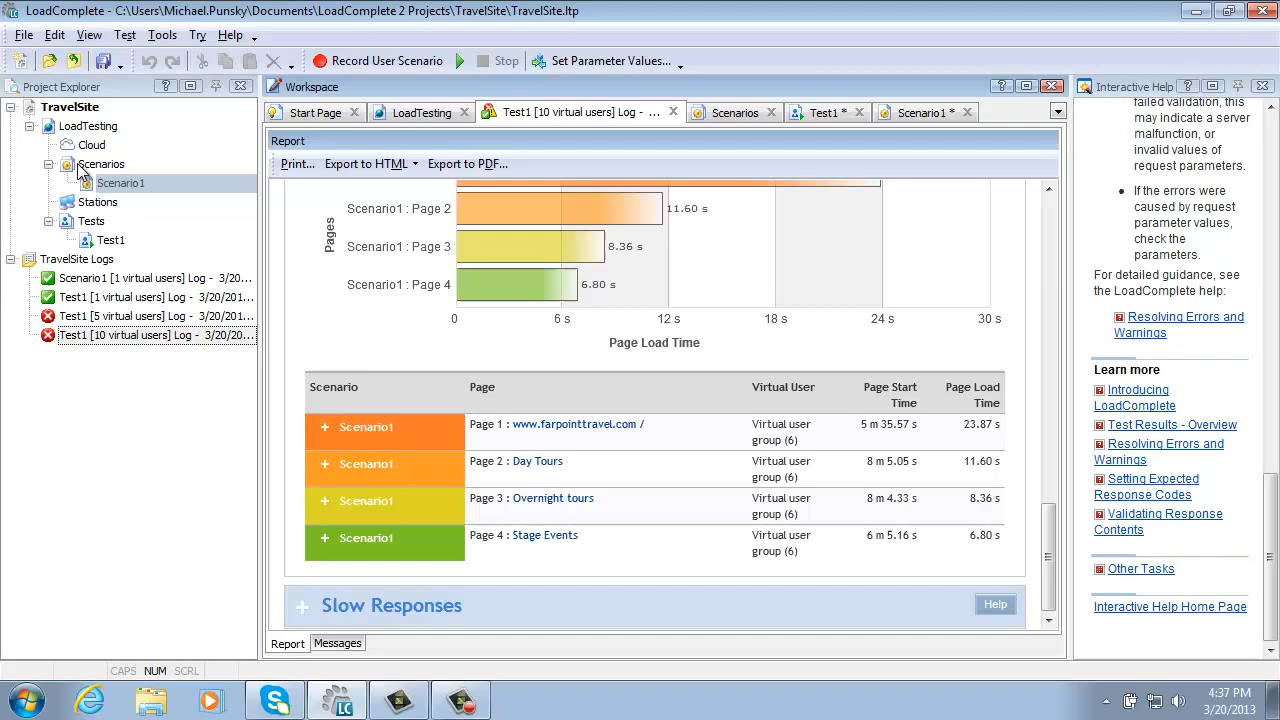 LoadComplete - C:\Users\Michael.Punsky\Documents\LoadComplete 2 Projects\TravelSite\TravelSite.ltp
File Edit View Test Tools Try Help
Record User Scenario Stop Set Parameter Values...
Project Explorer
TravelSite
LoadTesting
Cloud
Scenarios
Scenario1
Stations
Tests
Test1
TravelSite Logs
Scenario1 [1 virtual users] Log - 3/20...
Test1 [1 virtual users] Log - 3/20/201...
Test1 [5 virtual users] Log - 3/20/201...
Test1 [10 virtual users] Log - 3/20/20...
Workspace
Start Page LoadTesting Test1 [10 virtual users] Log - ... Scenarios Test1 * Scenario1 *
Report
Print... Export to HTML Export to PDF...
Pages
Scenario1 : Page 2 11.60 s
Scenario1 : Page 3 8.36 s
Scenario1 : Page 4 6.80 s
0 6 s 12 s 18 s 24 s 30 s
Page Load Time
Scenario Page Virtual User Page Start Time Page Load Time
+ Scenario1 Page 1 : www.farpointtravel.com / Virtual user group (6) 5 m 35.57 s 23.87 s
+ Scenario1 Page 2 : Day Tours Virtual user group (6) 8 m 5.05 s 11.60 s
+ Scenario1 Page 3 : Overnight tours Virtual user group (6) 8 m 4.33 s 8.36 s
+ Scenario1 Page 4 : Stage Events Virtual user group (6) 6 m 5.16 s 6.80 s
+ Slow Responses Help
Report Messages
Interactive Help
failed validation, this
may indicate a server
malfunction, or
invalid values of
request parameters.
• If the errors were
caused by request
parameter values,
check the
parameters.
For detailed guidance, see
the LoadComplete help:
Resolving Errors and
Warnings
Learn more
Introducing
LoadComplete
Test Results - Overview
Resolving Errors and
Warnings
Setting Expected
Response Codes
Validating Response
Contents
Other Tasks
Interactive Help Home Page
CAPS NUM SCRL
LC
4:37 PM
3/20/2013